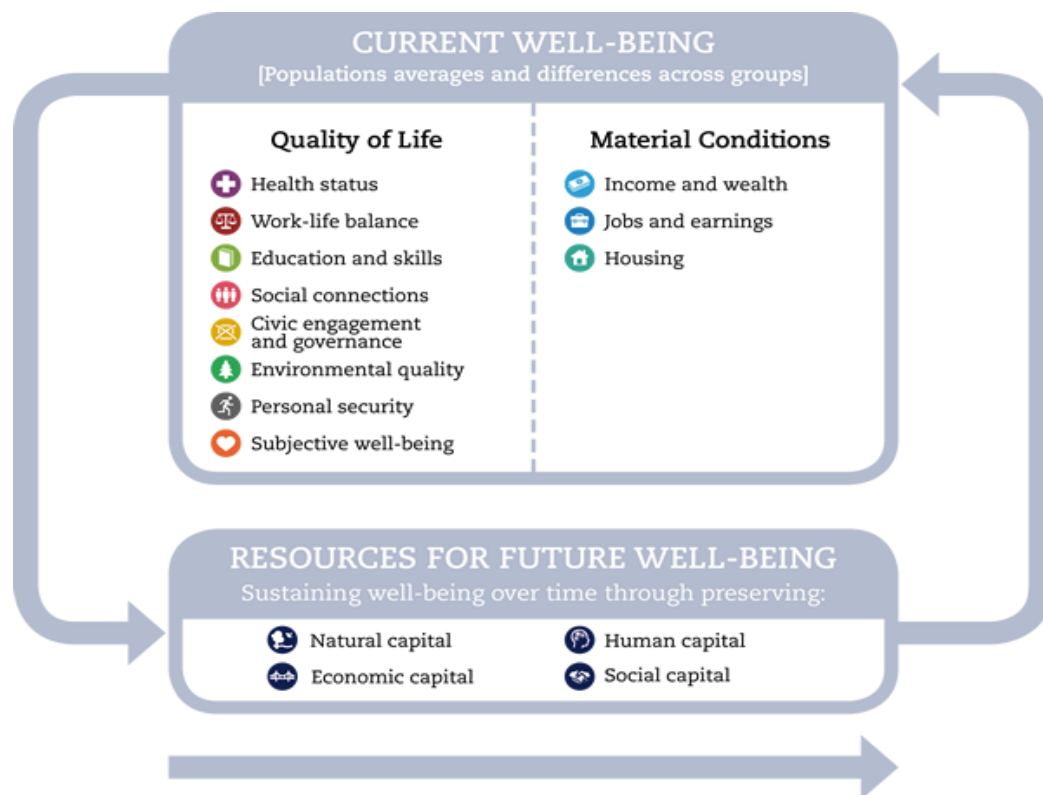 CURRENT WELL-BEING
[Populations averages and differences across groups]
Quality of Life
Health status
Work-life balance
Education and skills
Social connections
Civic engagement
and governance
Environmental quality
Personal security
Subjective well-being
Material Conditions
Income and wealth
Jobs and earnings
Housing
RESOURCES FOR FUTURE WELL-BEING
Sustaining well-being over time through preserving:
Natural capital
Economic capital
Human capital
Social capital